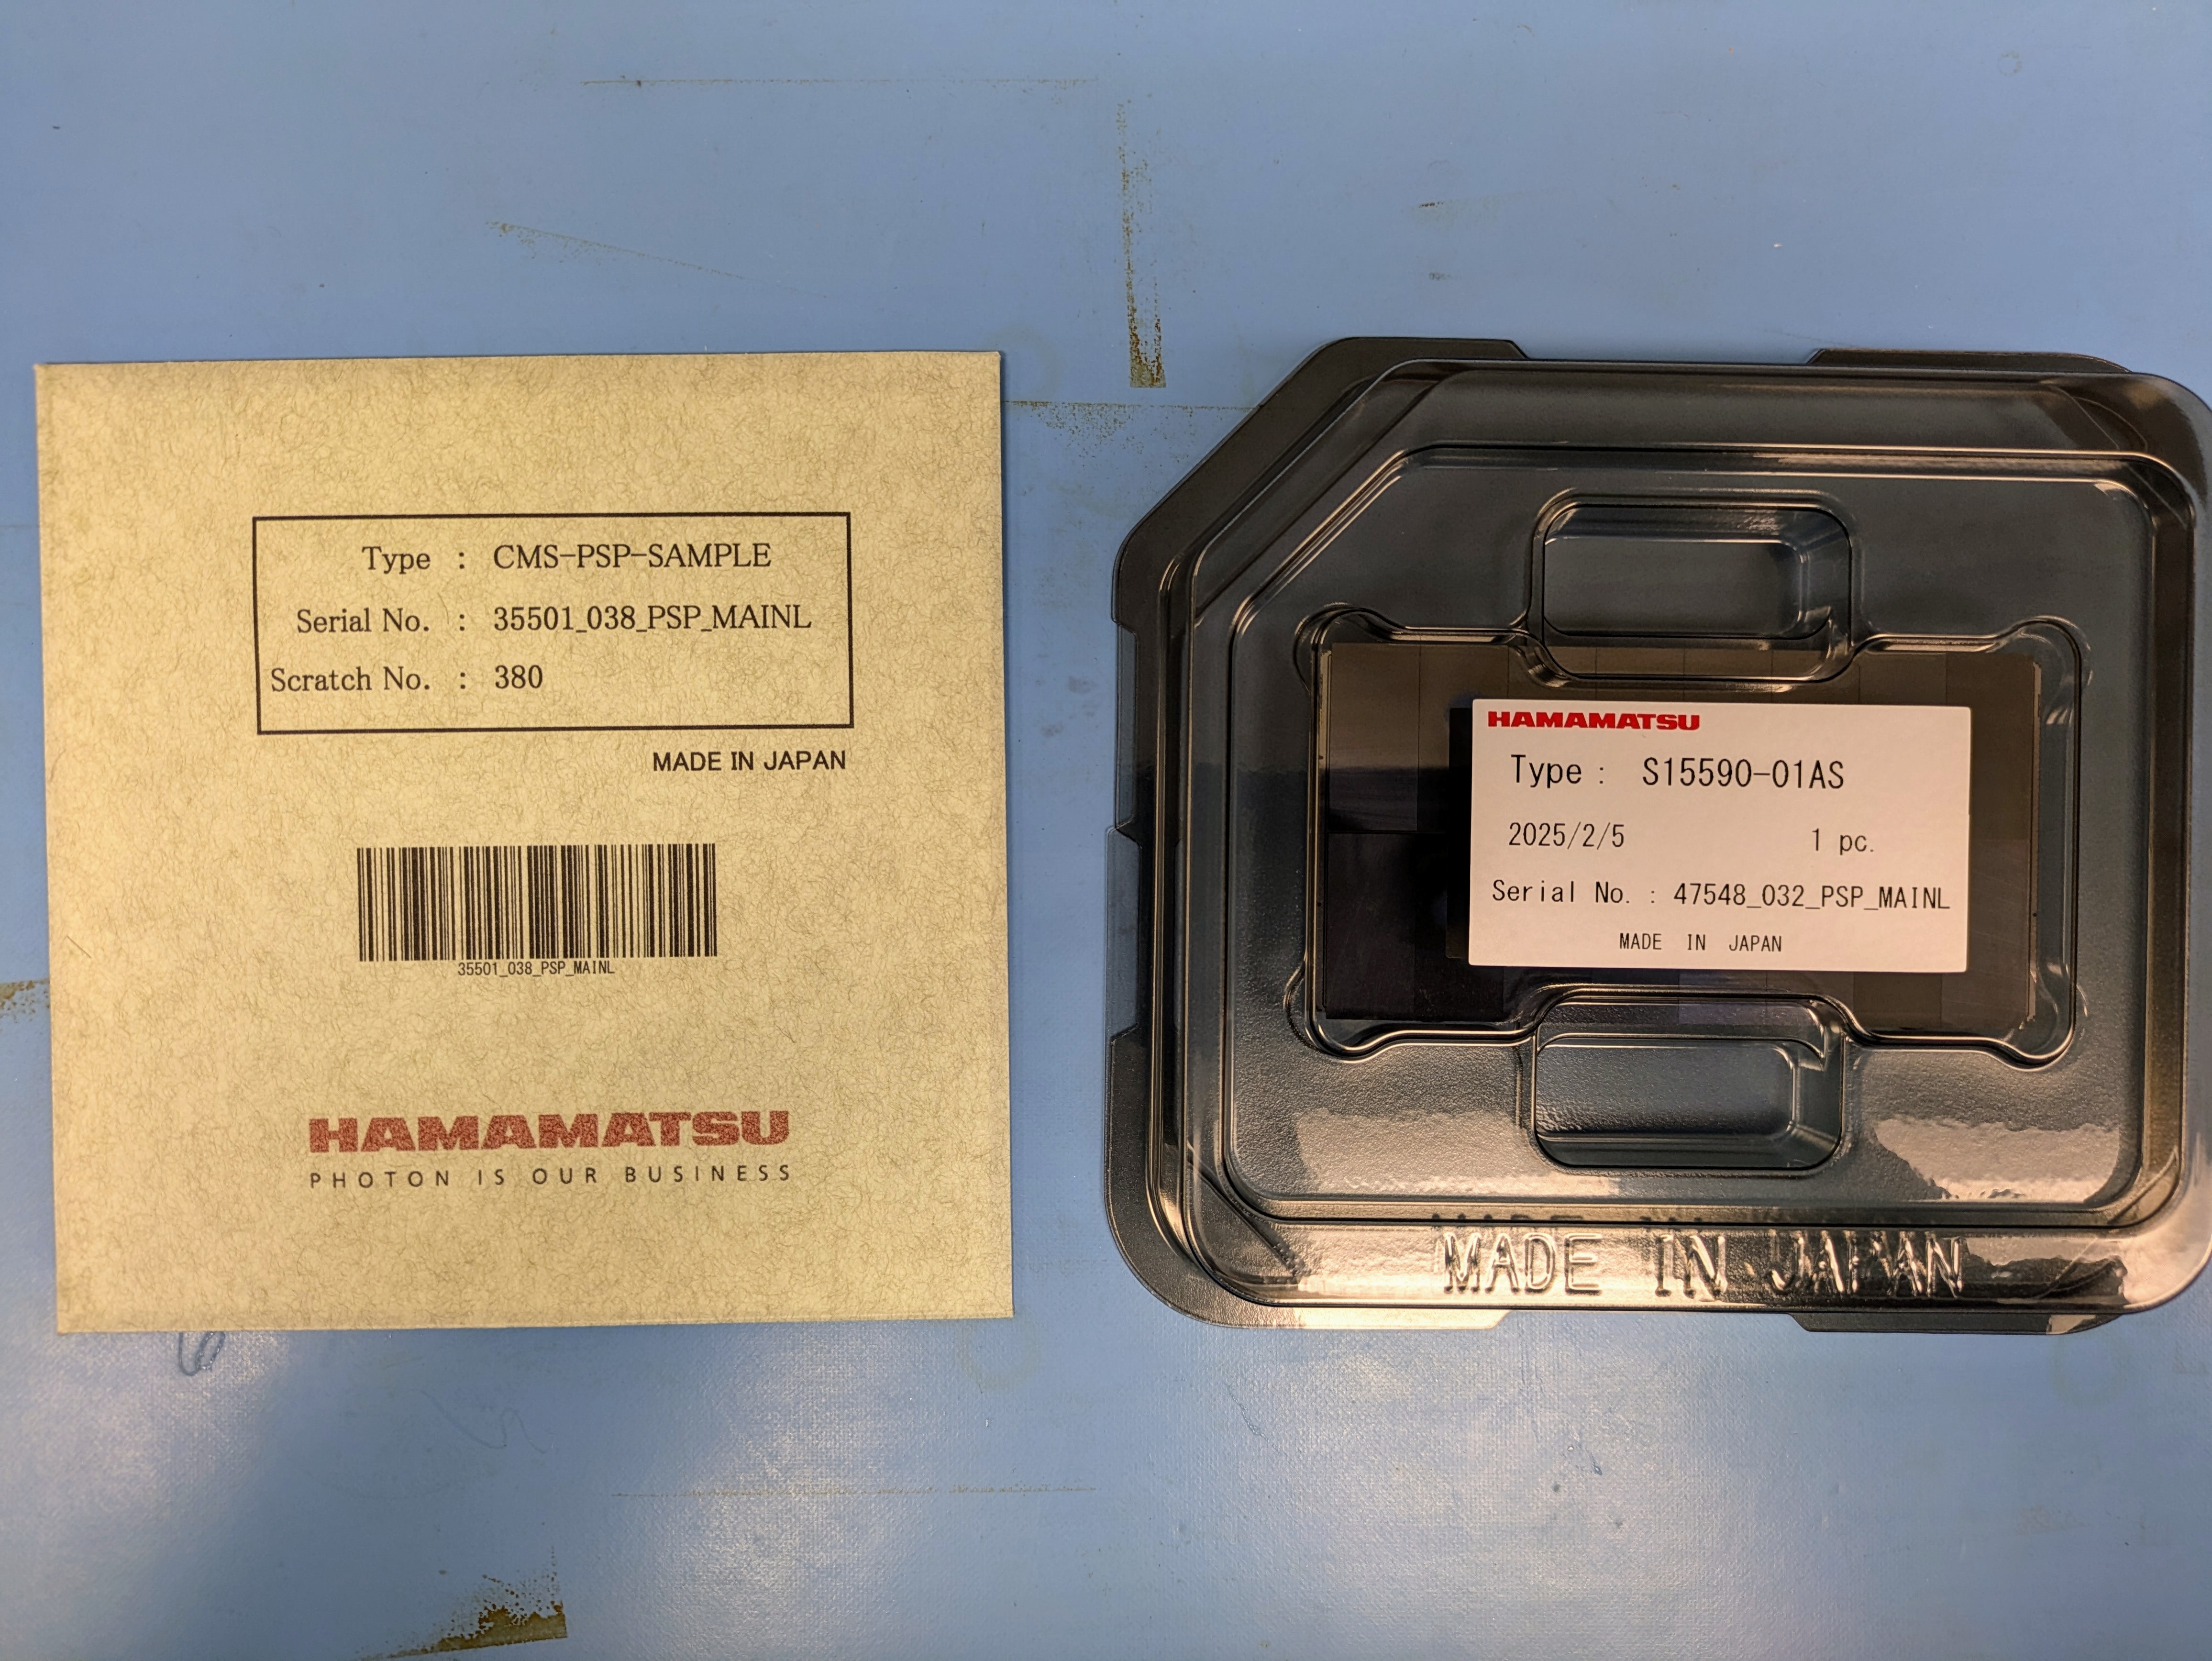 Type : CMS-PSP-SAMPLE
Serial No. : 35501_038_PSP_MAINL
Scratch No. : 380
MADE IN JAPAN
35501_038_PSP_MAINL
HAMAMATSU
PHOTON IS OUR BUSINESS
HAMAMATSU
Type : S15590-01AS
2025/2/5 1 pc.
Serial No. : 47548_032_PSP_MAINL
MADE IN JAPAN
MADE IN JAPAN